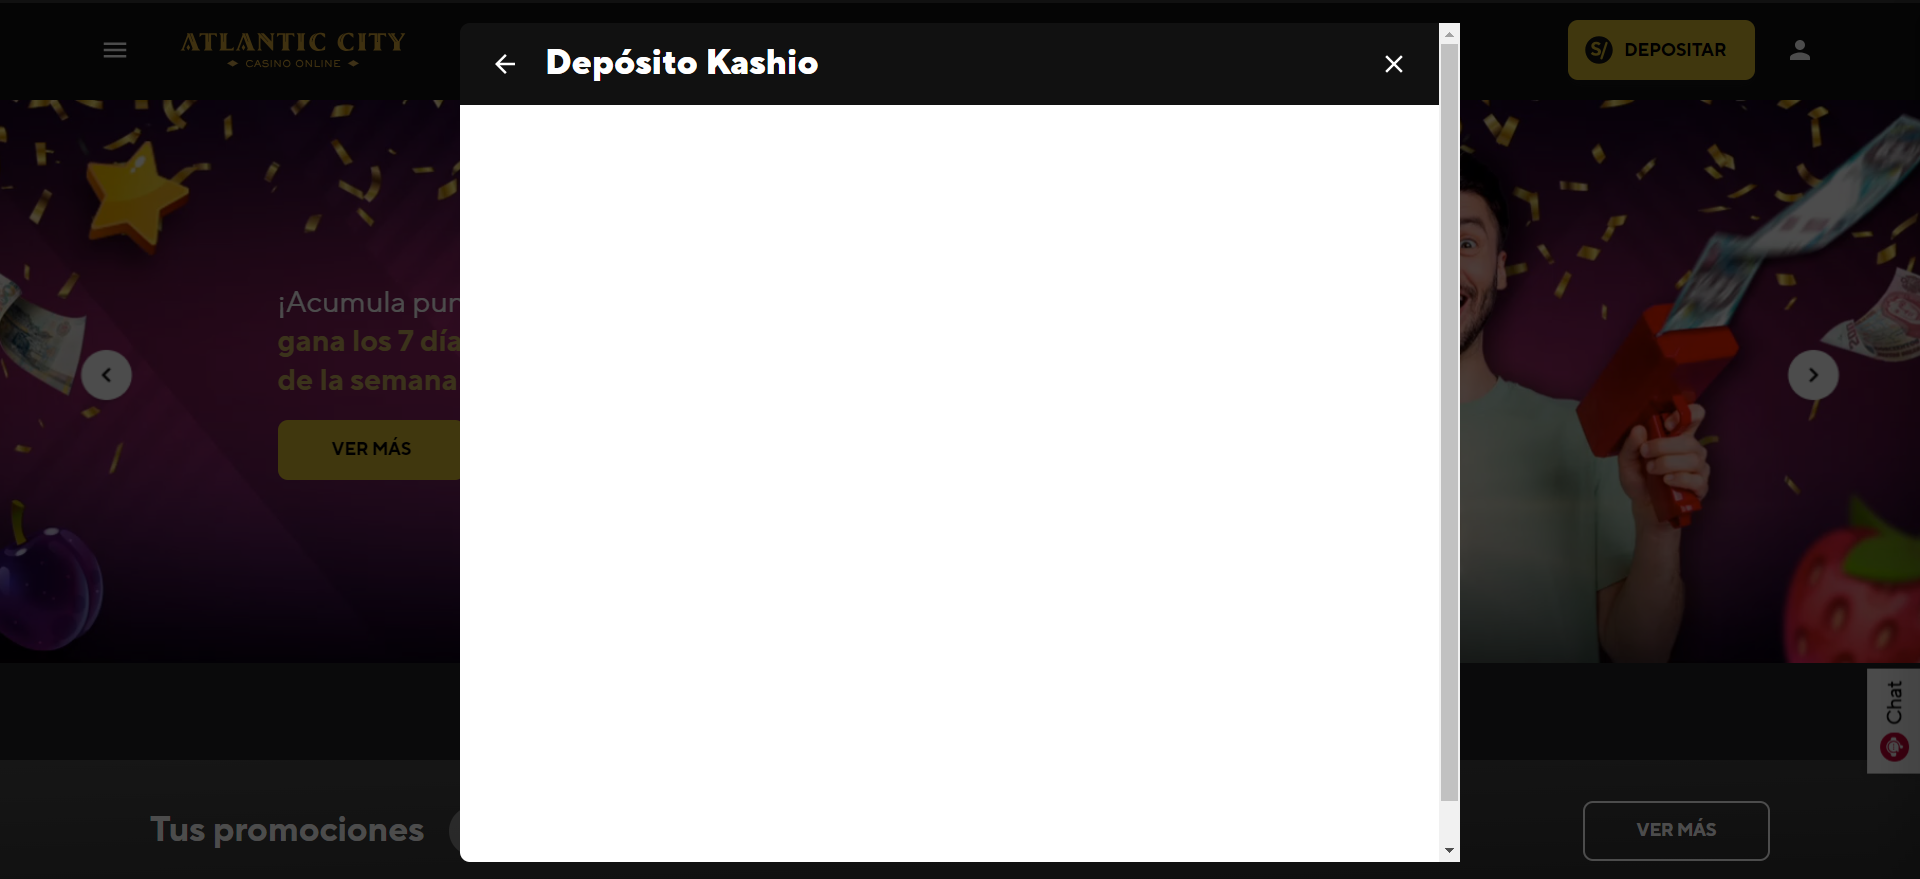 ATLANTIC CITY
CASINO ONLINE
Depósito Kashio
S/ DEPOSITAR
¡Acumula pun
gana los 7 día
de la semana
VER MÁS
Chat
Tus promociones
VER MÁS